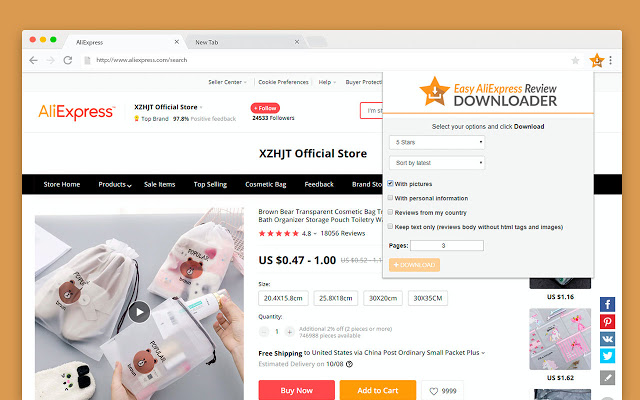 AliExpress
New Tab
http://www.aliexpress.com/search
Seller Center
Cookie Preferences
Help
Buyer Protect
AliExpress
XZHJT Official Store
Top Brand 97.8% Positive feedback
+ Follow
24533 Followers
I'm sh
XZHJT Official Store
Store Home
Products
Sale Items
Top Selling
Cosmetic Bag
Feedback
Brand Sto
Easy AliExpress Review
DOWNLOADER
Select your options and click Download
5 Stars
Sort by latest
With pictures
With personal information
Reviews from my country
Keep text only (reviews body without html tags and images)
Pages: 3
+ DOWNLOAD
Brown Bear Transparent Cosmetic Bag
Bath Organizer Storage Pouch Toiletry
4.8 18056 Reviews
US $0.47 - 1.00 US $0.52 - 1.
Size:
20.4X15.8cm
25.8X18cm
30X20cm
30X35CM
Quantity:
- 1 +
Additional 2% off (2 pieces or more)
746988 pieces available
Free Shipping to United States via China Post Ordinary Small Packet Plus
Estimated Delivery on 10/08
Buy Now
Add to Cart
9999
POPULAR
POPULAR
POPULAR
US $1.16
US $1.62